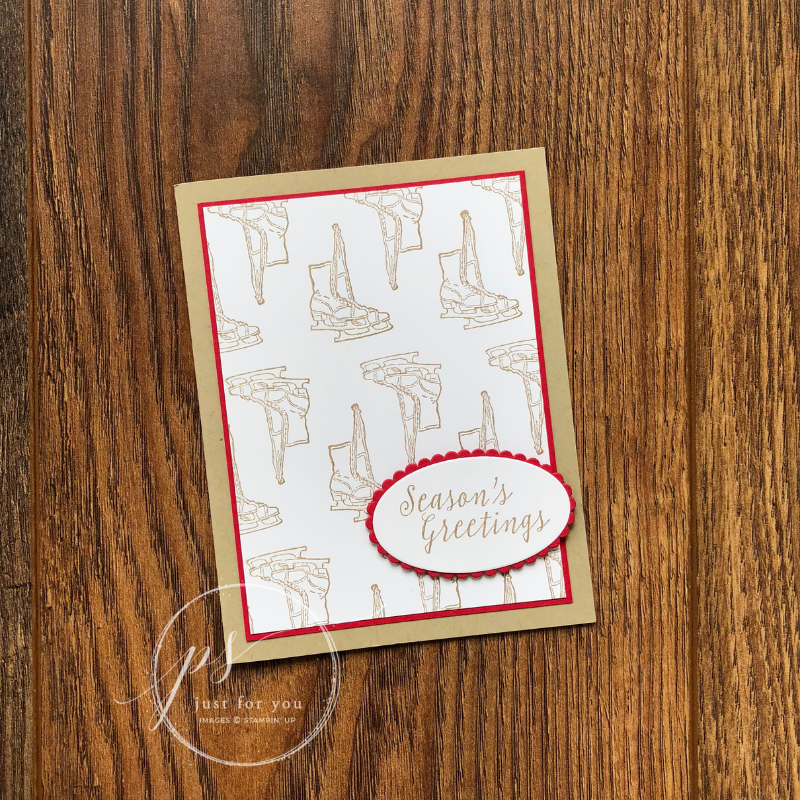 Season's
Greetings
ps
just for you
IMAGES © STAMPIN' UP